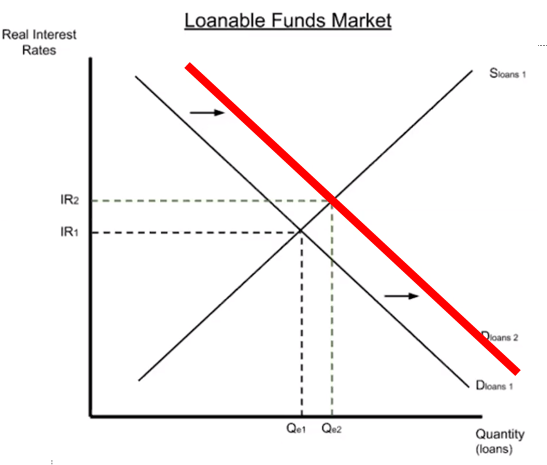 Loanable Funds Market
Real Interest
Rates
Sloans 1
IR2
IR1
Dloans 2
Dloans 1
Qe1 Qe2
Quantity
(loans)